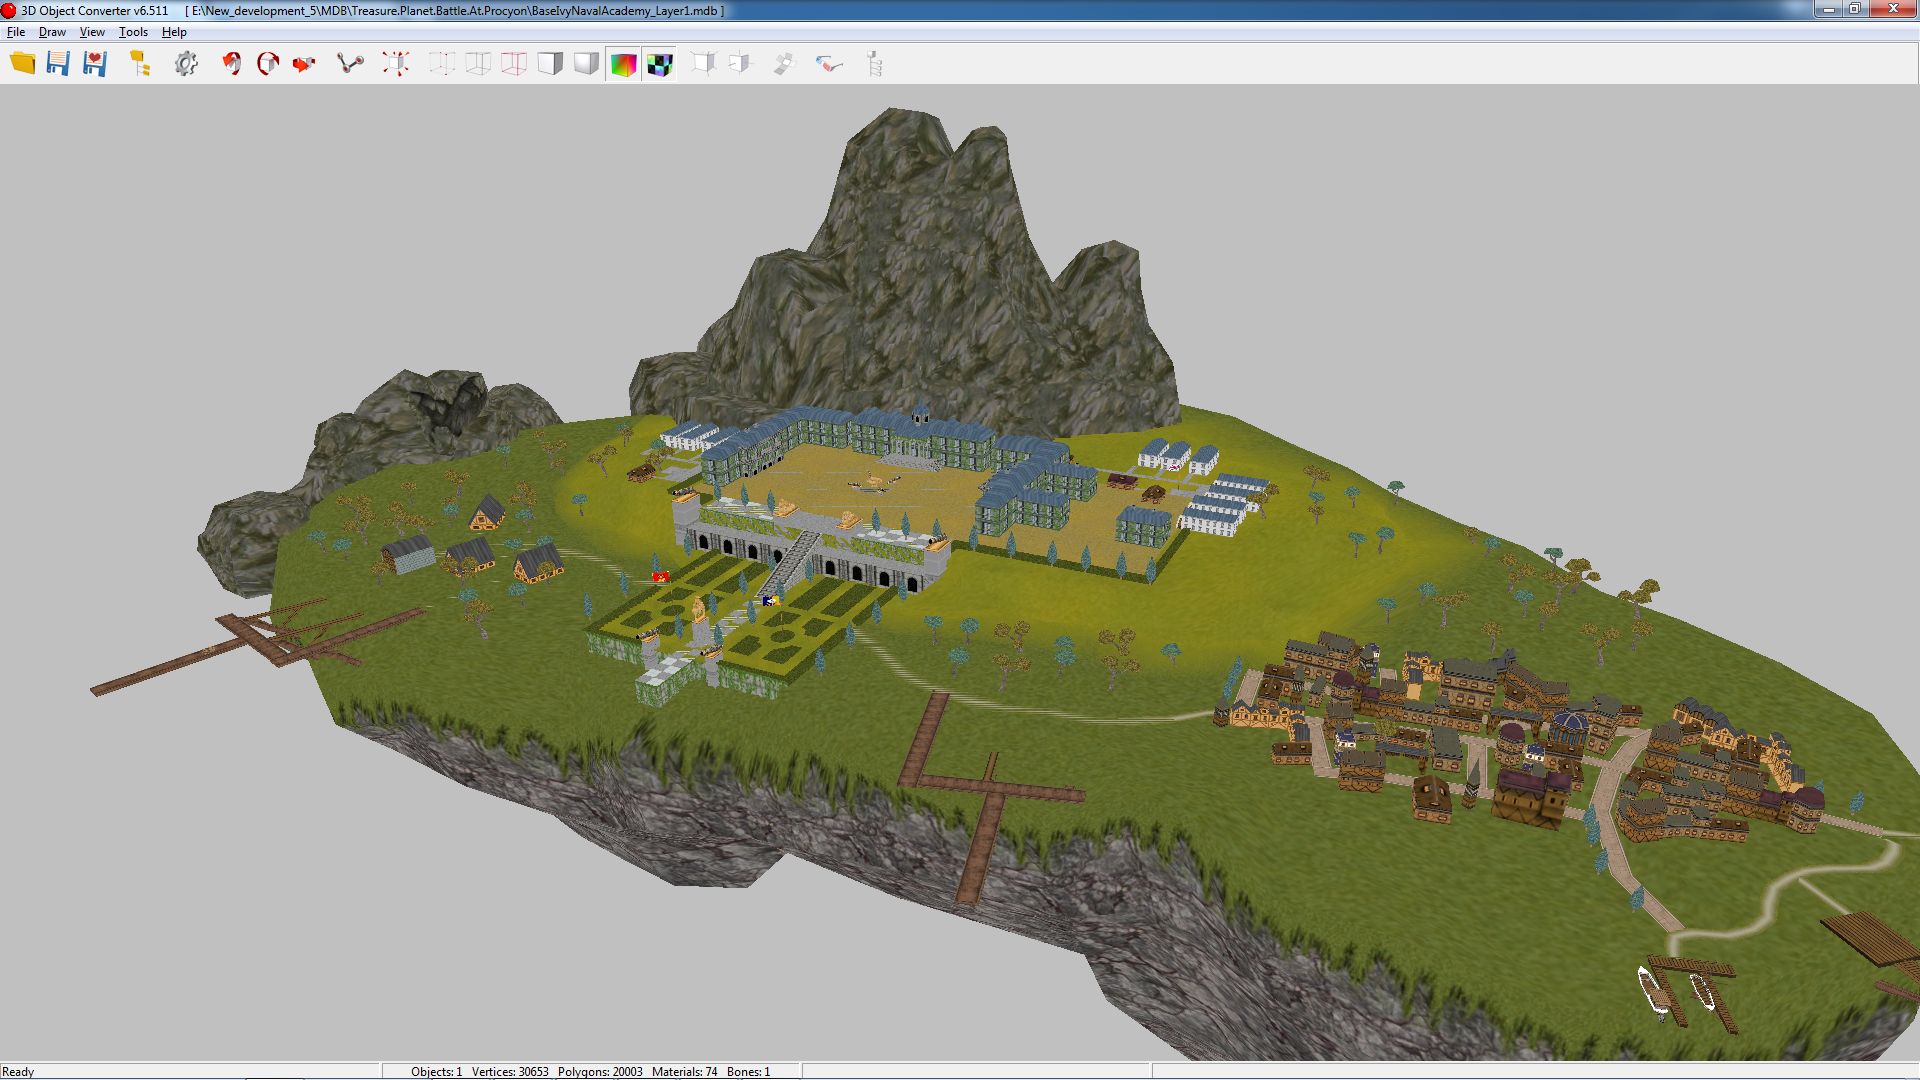 3D Object Converter v6.511 [ E:\New_development_5\MDB\Treasure.Planet.Battle.At.Procyon\BaseIvyNavalAcademy_Layer1.mdb ]
File Draw View Tools Help
Ready Objects: 1 Vertices: 30653 Polygons: 20003 Materials: 74 Bones: 1